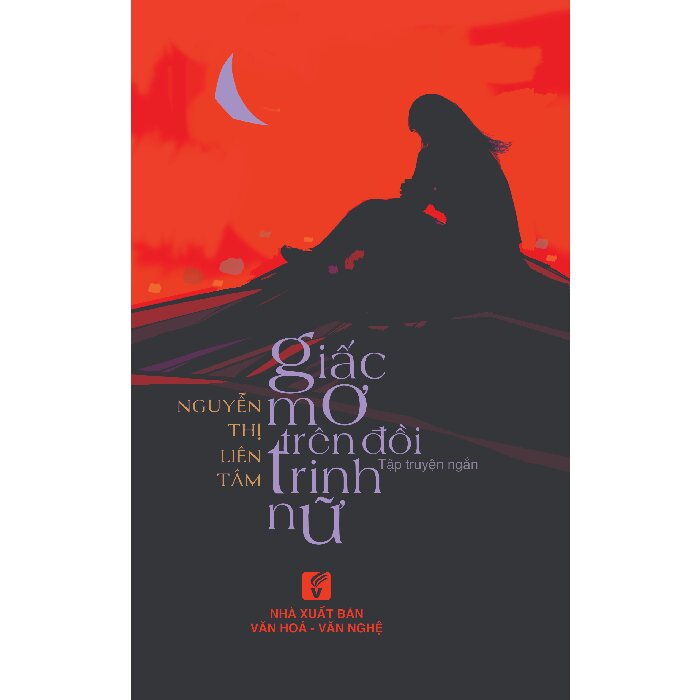 NGUYỄN
THỊ
LIÊN
TÂM
giấc
mơ
trên đồi
trinh
nữ
Tập truyện ngắn
V
NHÀ XUẤT BẢN
VĂN HOÁ - VĂN NGHỆ